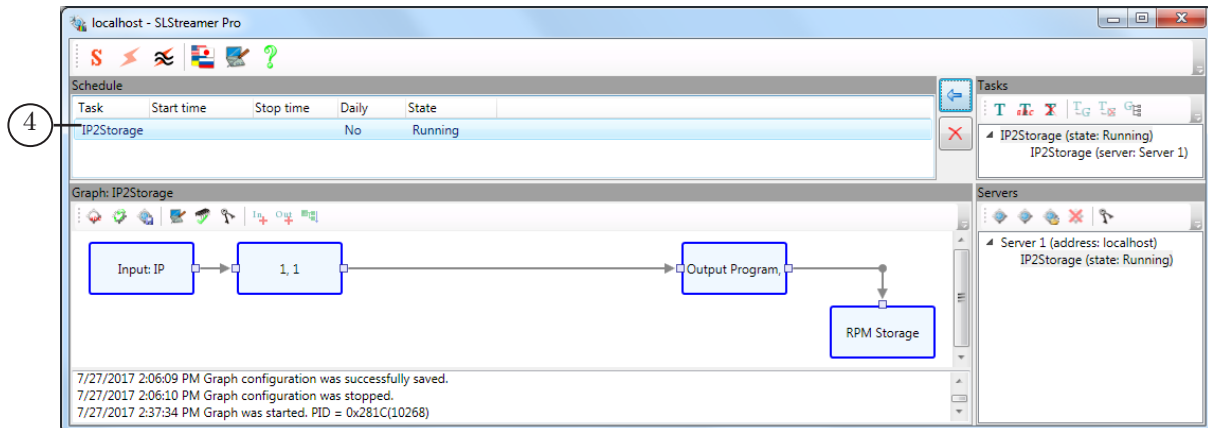 localhost - SLStreamer Pro
Schedule
Task Start time Stop time Daily State
4
IP2Storage No Running
Tasks
IP2Storage (state: Running)
IP2Storage (server: Server 1)
Graph: IP2Storage
Input: IP
1, 1
Output Program,
RPM Storage
7/27/2017 2:06:09 PM Graph configuration was successfully saved.
7/27/2017 2:06:10 PM Graph configuration was stopped.
7/27/2017 2:37:34 PM Graph was started. PID = 0x281C(10268)
Servers
Server 1 (address: localhost)
IP2Storage (state: Running)